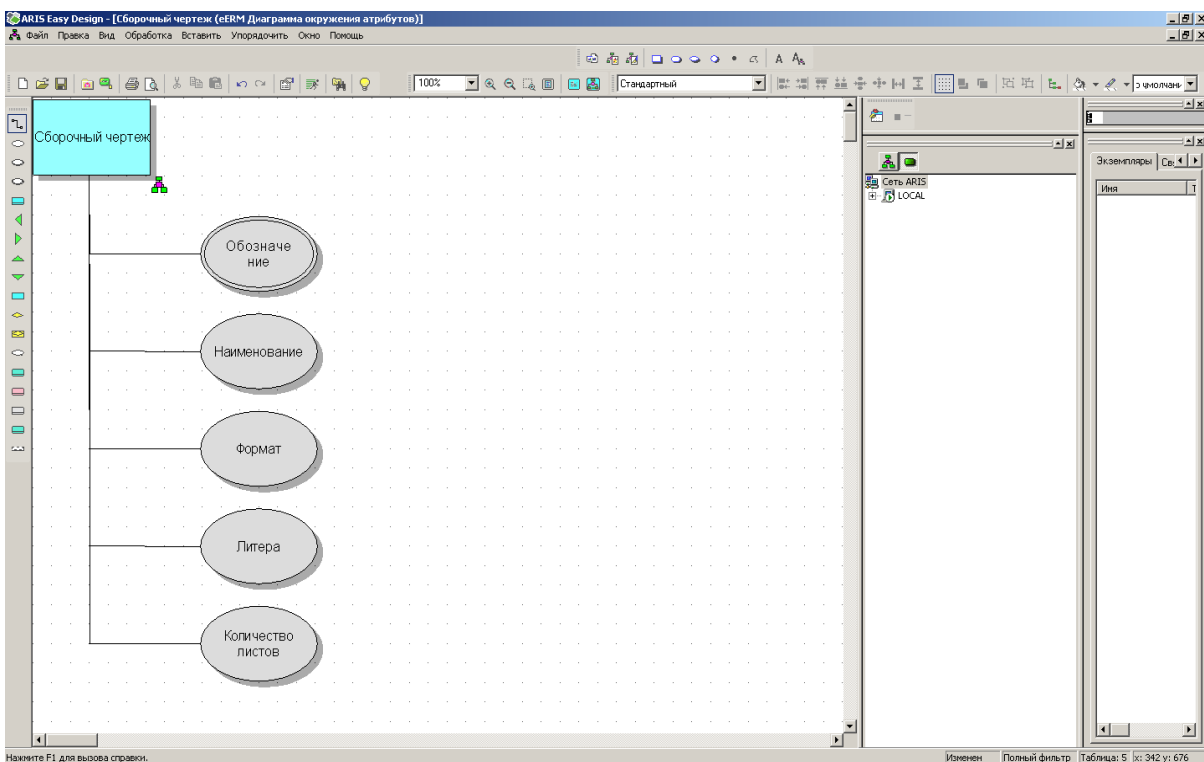 ARIS Easy Design - [Сборочный чертеж (eERM Диаграмма окружения атрибутов)]
Файл Правка Вид Обработка Вставить Упорядочить Окно Помощь
100%
Стандартный
Сборочный чертеж
Обозначе
ние
Наименование
Формат
Литера
Количество
листов
Сеть ARIS
LOCAL
Экземпляры
Имя
Нажмите F1 для вызова справки.
Изменен Полный фильтр Таблица: 5 x: 342 y: 676